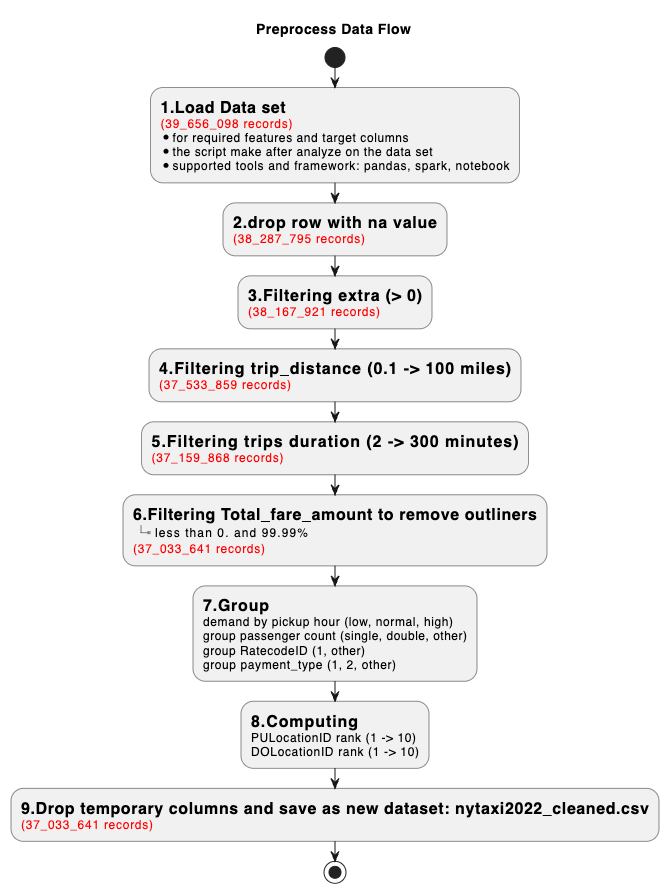 Preprocess Data Flow
1.Load Data set
(39_656_098 records)
• for required features and target columns
• the script make after analyze on the data set
• supported tools and framework: pandas, spark, notebook
2.drop row with na value
(38_287_795 records)
3.Filtering extra (> 0)
(38_167_921 records)
4.Filtering trip_distance (0.1 -> 100 miles)
(37_533_859 records)
5.Filtering trips duration (2 -> 300 minutes)
(37_159_868 records)
6.Filtering Total_fare_amount to remove outliners
less than 0. and 99.99%
(37_033_641 records)
7.Group
demand by pickup hour (low, normal, high)
group passenger count (single, double, other)
group RatecodeID (1, other)
group payment_type (1, 2, other)
8.Computing
PULocationID rank (1 -> 10)
DOLocationID rank (1 -> 10)
9.Drop temporary columns and save as new dataset: nytaxi2022_cleaned.csv
(37_033_641 records)